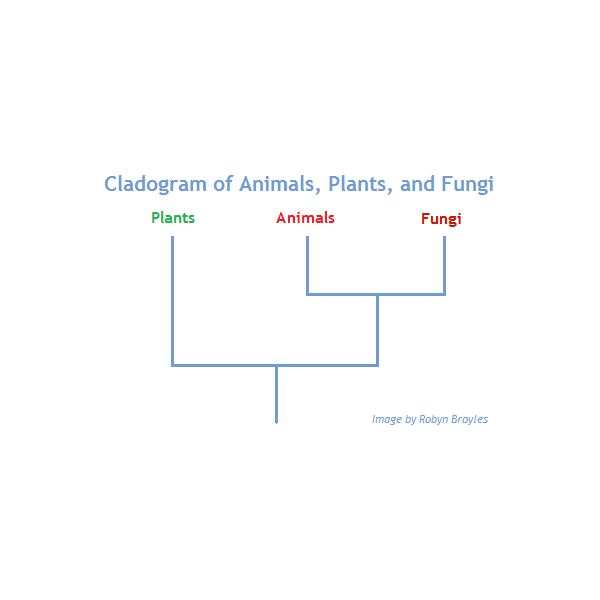 Cladogram of Animals, Plants, and Fungi
Plants Animals Fungi
Image by Robyn Broyles